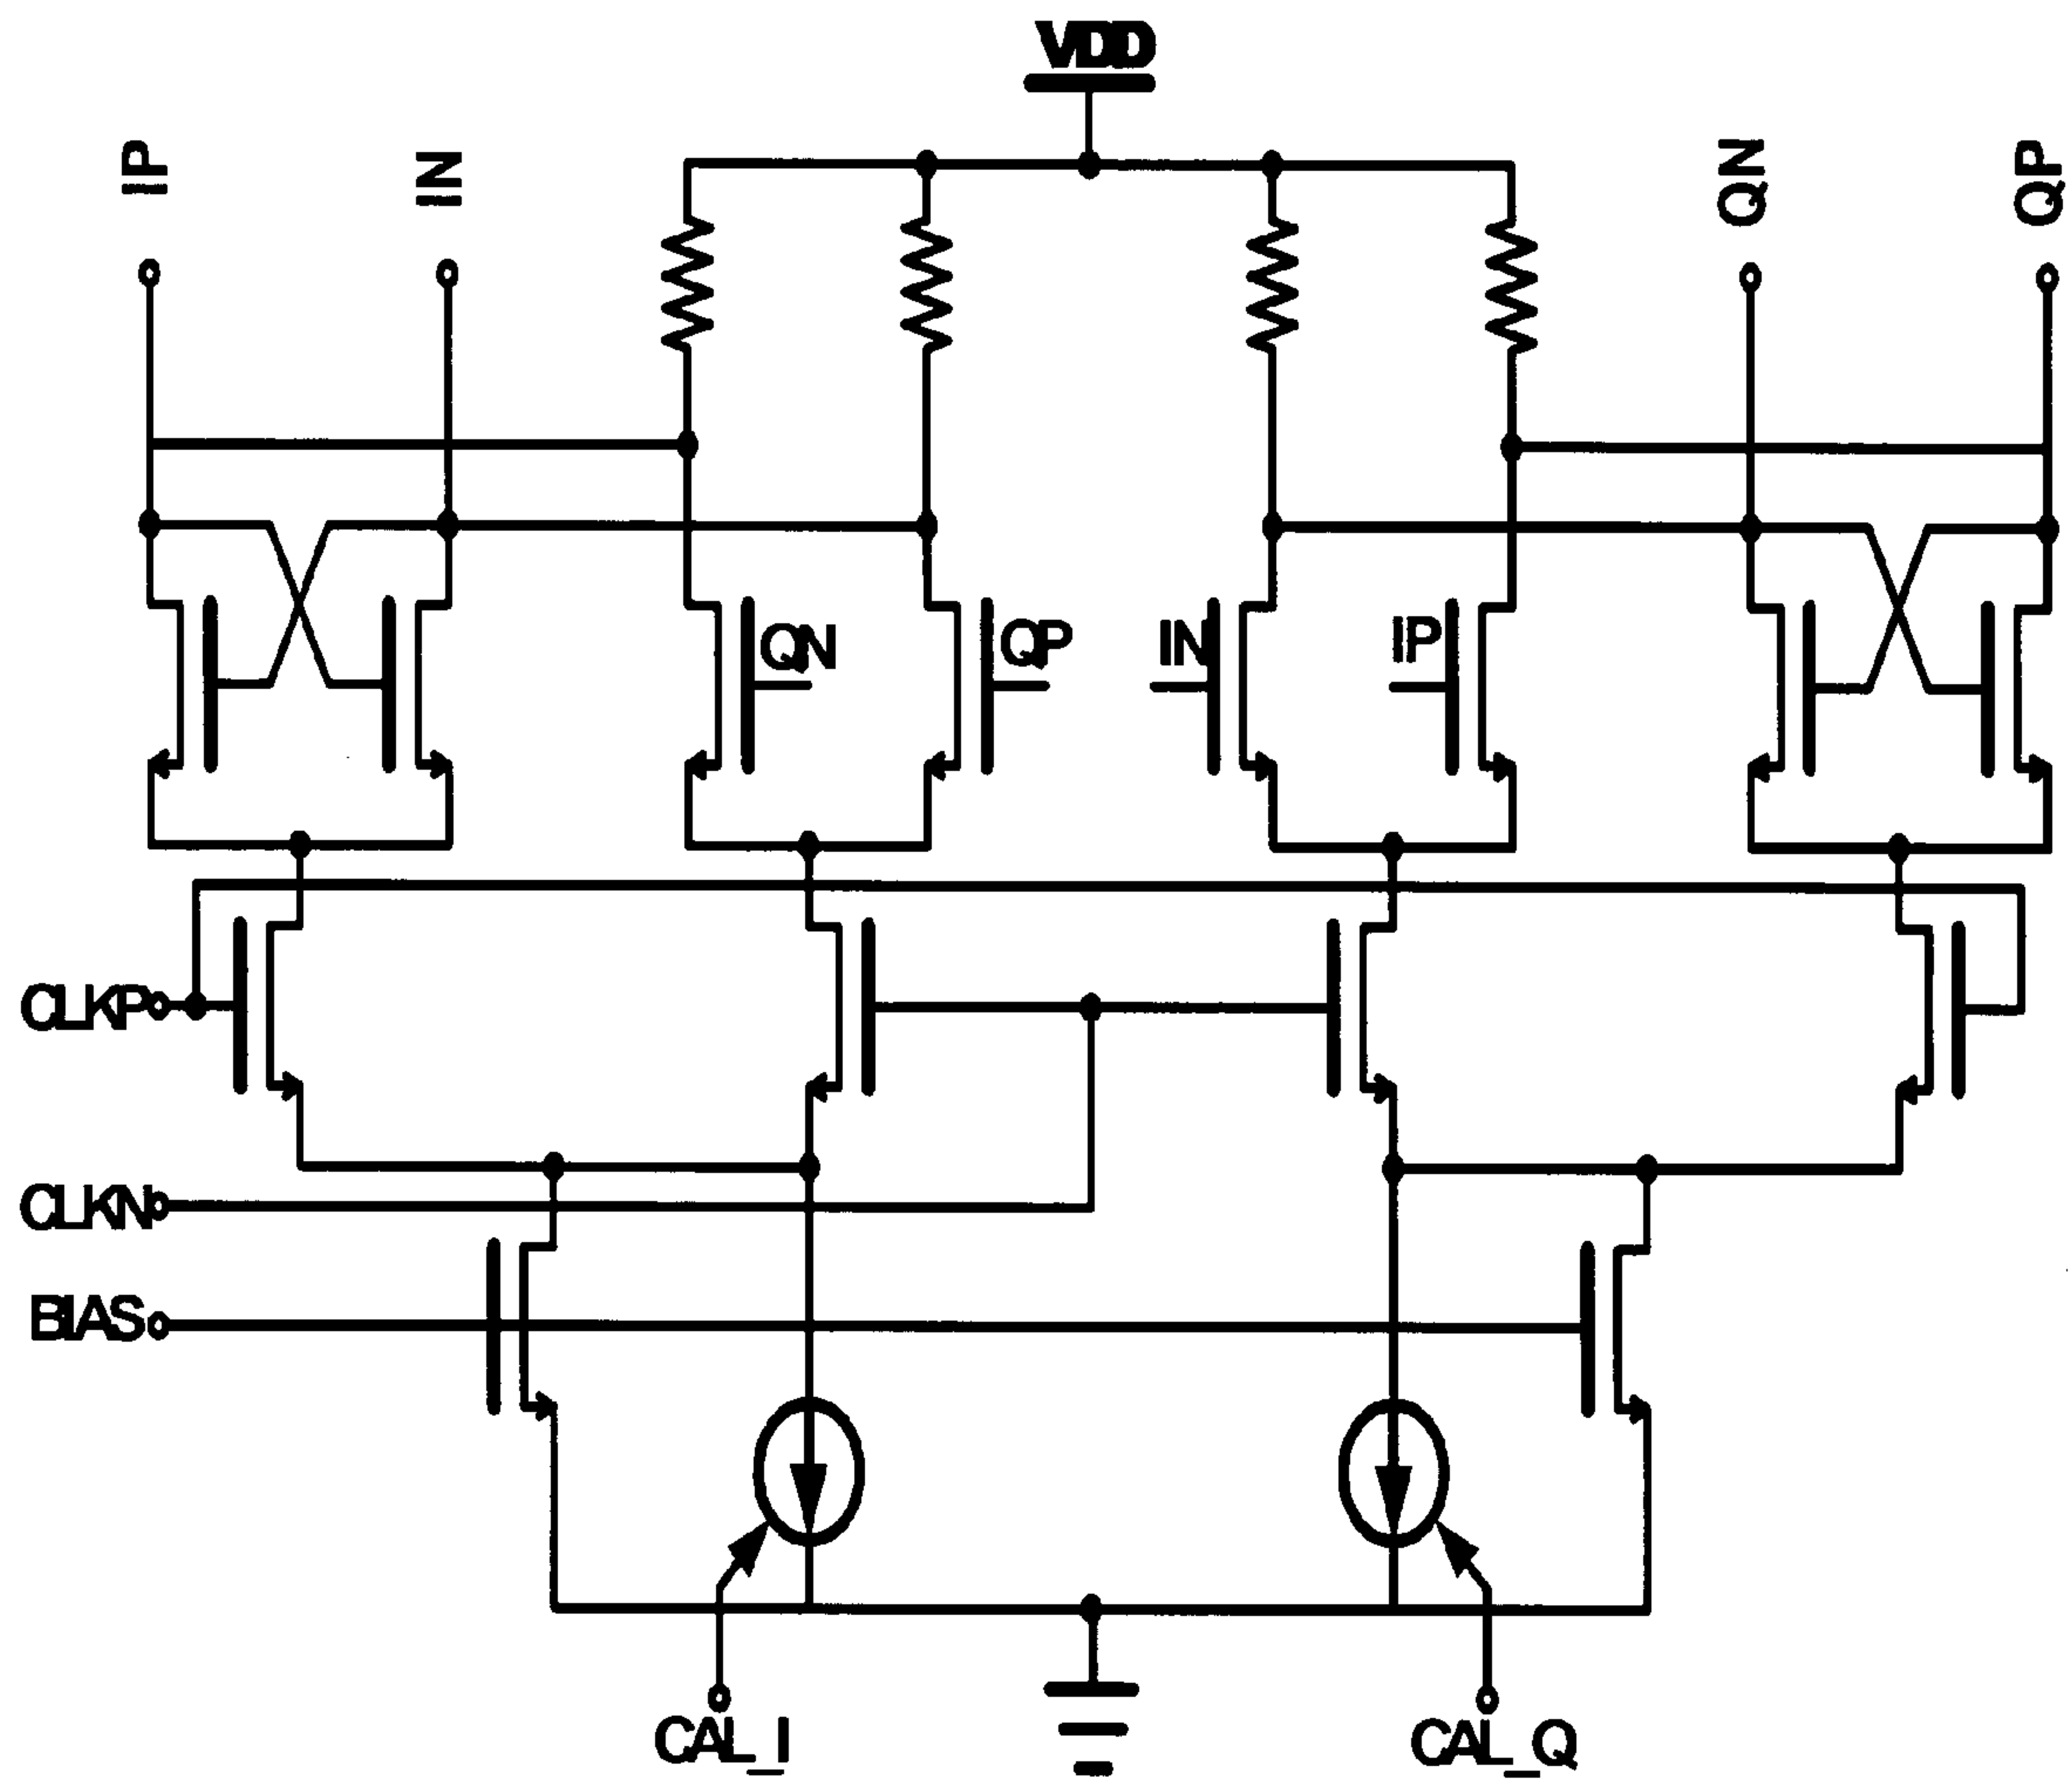 VDD
IP
IN
QN
QP
QN
QP
IN
IP
CLKP
CLKN
BIAS
CAL_I
CAL_Q